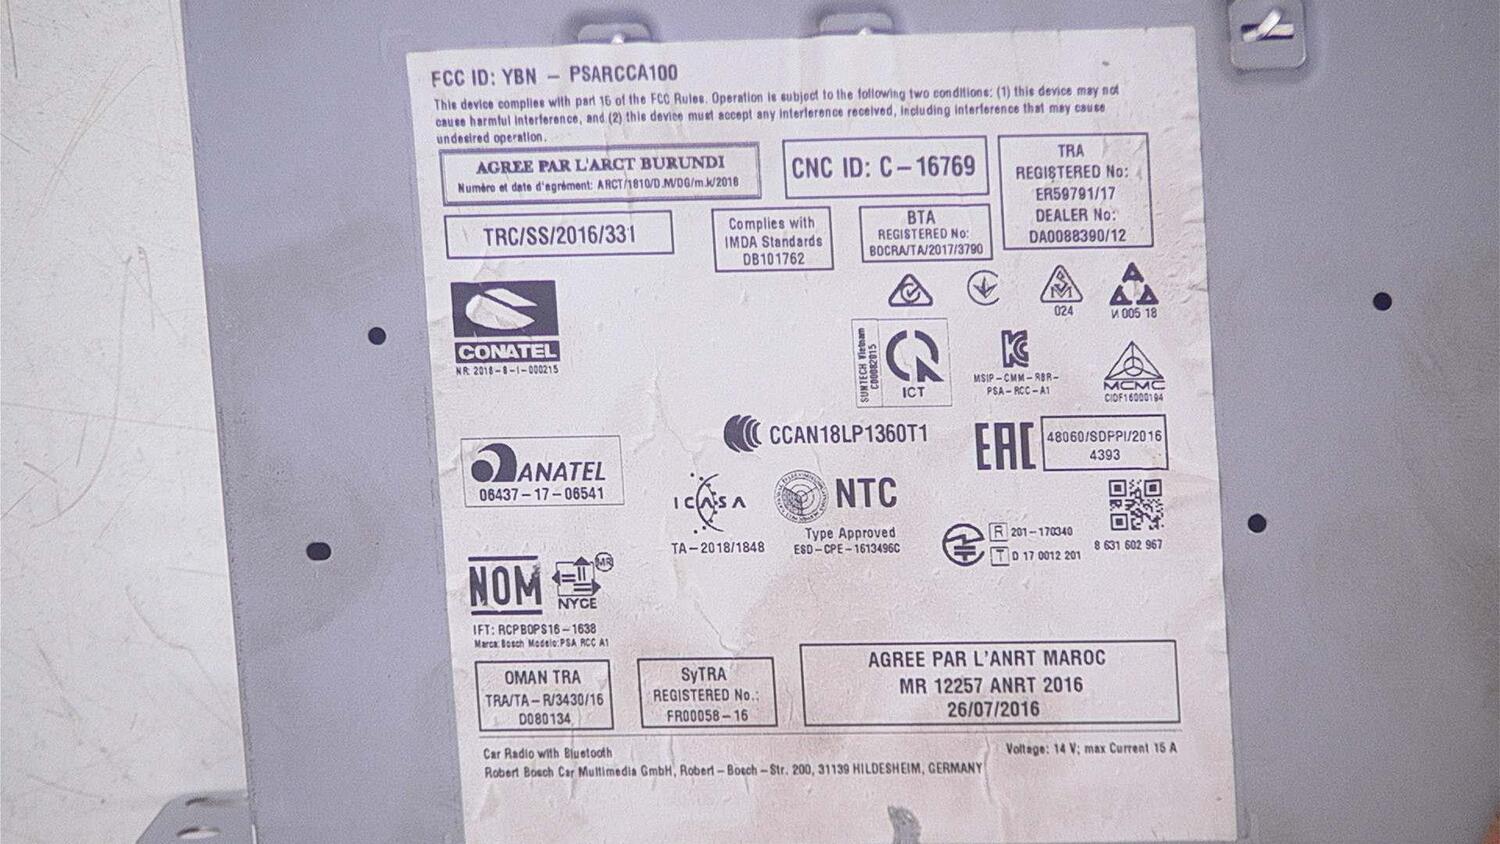 FCC ID: YBN - PSARCCA100
This device complies with part 15 of the FCC Rules. Operation is subject to the following two conditions: (1) this device may not
cause harmful interference, and (2) this device must accept any interference received, including interference that may cause
undesired operation.
AGREE PAR L'ARCT BURUNDI
Numéro et date d'agrément: ARCT/1810/D.M/DG/m.k/2016
CNC ID: C-16769
TRA
REGISTERED No:
ER59791/17
DEALER No:
DA0088390/12
TRC/SS/2016/331
Complies with
IMDA Standards
DB101762
BTA
REGISTERED No:
BOCRA/TA/2017/3790
CONATEL
NR: 2016-8-I-000215
024
И 005 18
SUNTECH Vietnam
C00082015
ICT
MSIP-CMM-RBR-
PSA-RCC-A1
MCMC
CIDF16000194
CCAN18LP1360T1
EAC
48060/SDPPI/2016
4393
ANATEL
06437-17-06541
ICASA
TA-2018/1848
NTC
Type Approved
ESD-CPE-1613496C
R 201-170340
T D 17 0012 201
8 631 602 967
NOM
MR
NYCE
IFT: RCPBOPS16-1638
Marca:Bosch Modelo:PSA RCC A1
OMAN TRA
TRA/TA-R/3430/16
D080134
SyTRA
REGISTERED No.:
FR00058-16
AGREE PAR L'ANRT MAROC
MR 12257 ANRT 2016
26/07/2016
Car Radio with Bluetooth
Voltage: 14 V; max Current 15 A
Robert Bosch Car Multimedia GmbH, Robert-Bosch-Str. 200, 31139 HILDESHEIM, GERMANY